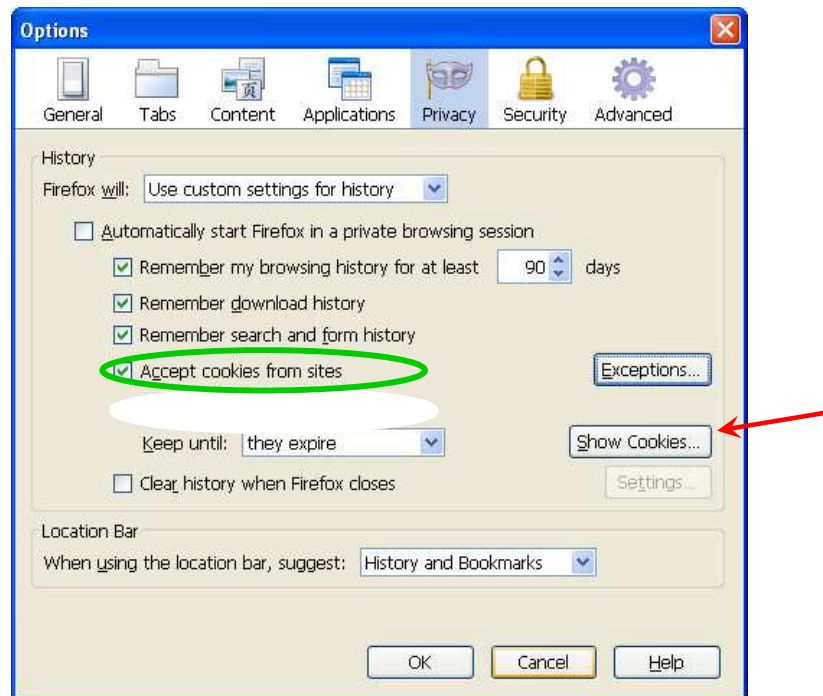 Options
General Tabs Content Applications Privacy Security Advanced
页
History
Firefox will: Use custom settings for history
Automatically start Firefox in a private browsing session
Remember my browsing history for at least 90 days
Remember download history
Remember search and form history
Accept cookies from sites Exceptions...
Keep until: they expire Show Cookies...
Clear history when Firefox closes Settings...
Location Bar
When using the location bar, suggest: History and Bookmarks
OK Cancel Help